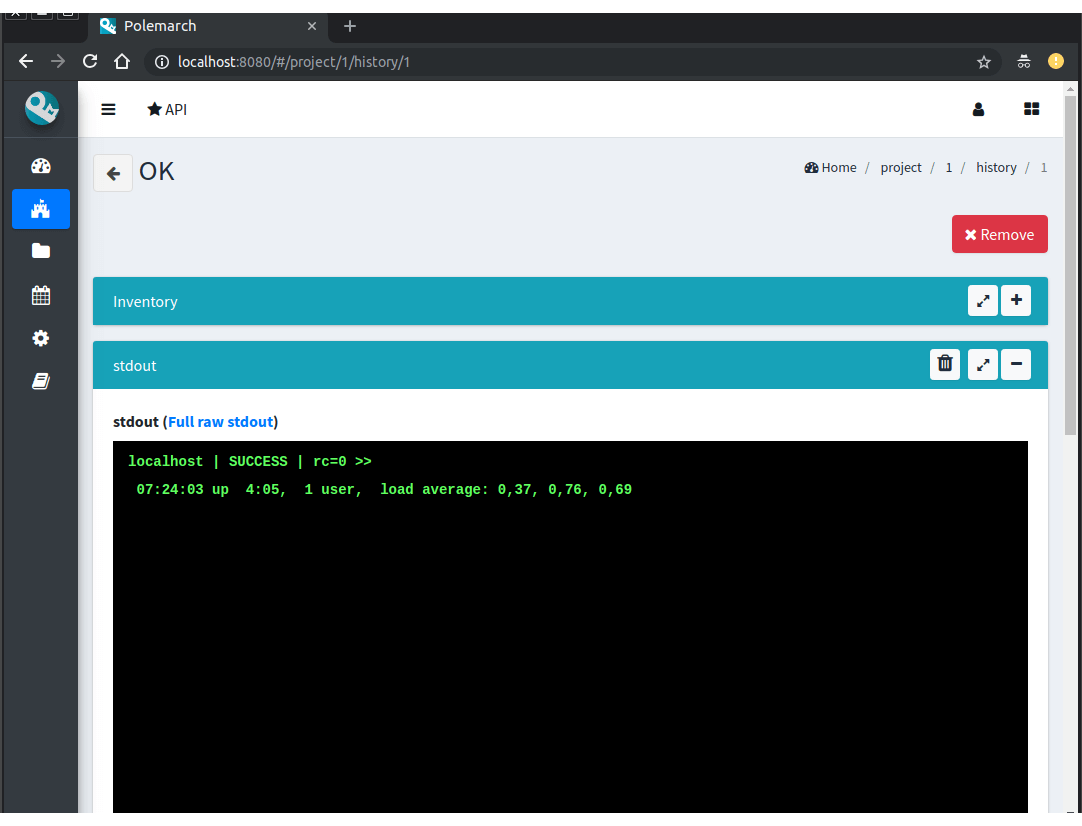 Polemarch
localhost:8080/#/project/1/history/1
API
OK
Home / project / 1 / history / 1
Remove
Inventory
stdout
stdout (Full raw stdout)
localhost | SUCCESS | rc=0 >>
07:24:03 up  4:05,  1 user,  load average: 0,37, 0,76, 0,69